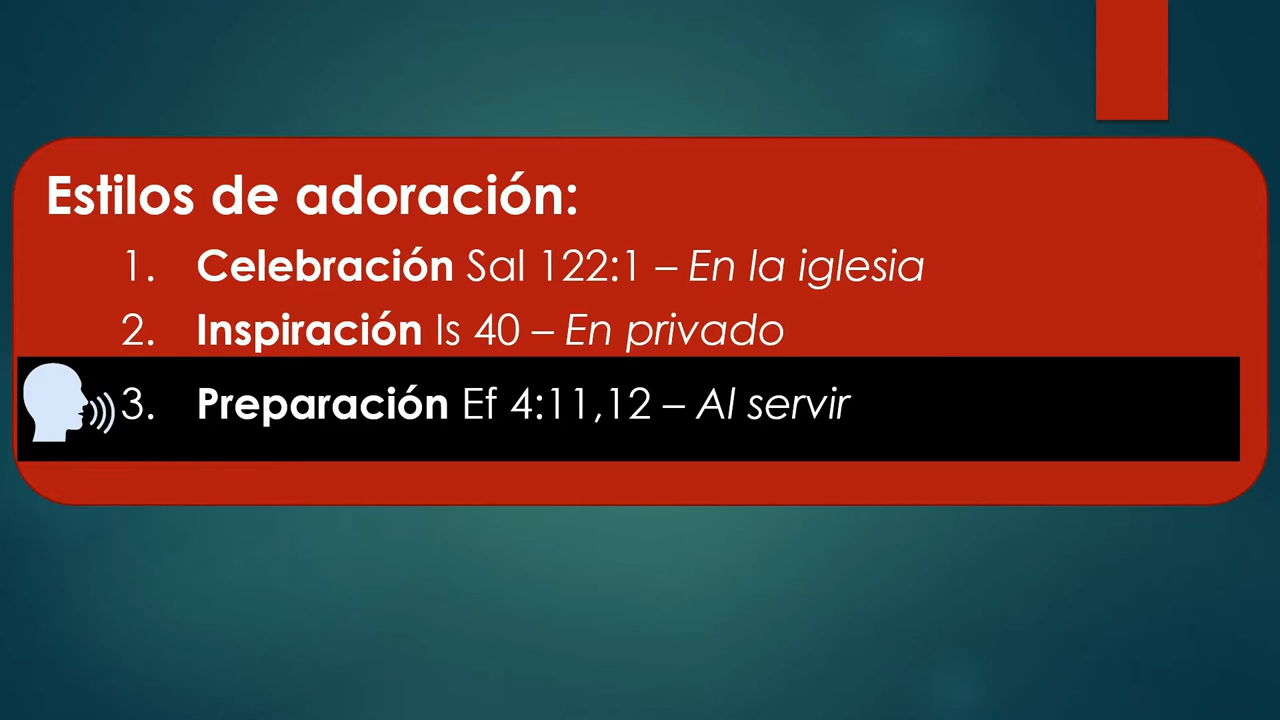 Estilos de adoración:
1. Celebración Sal 122:1 – En la iglesia
2. Inspiración Is 40 – En privado
3. Preparación Ef 4:11,12 – Al servir